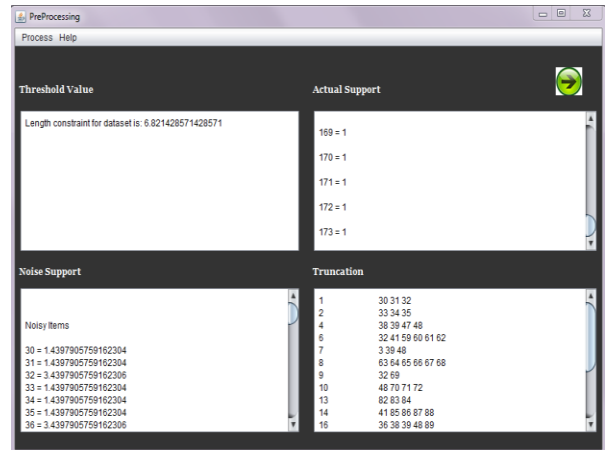 PreProcessing
Process Help
Threshold Value
Length constraint for dataset is: 6.821428571428571
Actual Support
169 = 1
170 = 1
171 = 1
172 = 1
173 = 1
Noise Support
Noisy Items
30 = 1.4397905759162304
31 = 1.4397905759162304
32 = 3.4397905759162306
33 = 1.4397905759162304
34 = 1.4397905759162304
35 = 1.4397905759162304
36 = 3.4397905759162306
Truncation
1 30 31 32
2 33 34 35
4 38 39 47 48
6 32 41 59 60 61 62
7 3 39 48
8 63 64 65 66 67 68
9 32 69
10 48 70 71 72
13 82 83 84
14 41 85 86 87 88
16 36 38 39 48 89